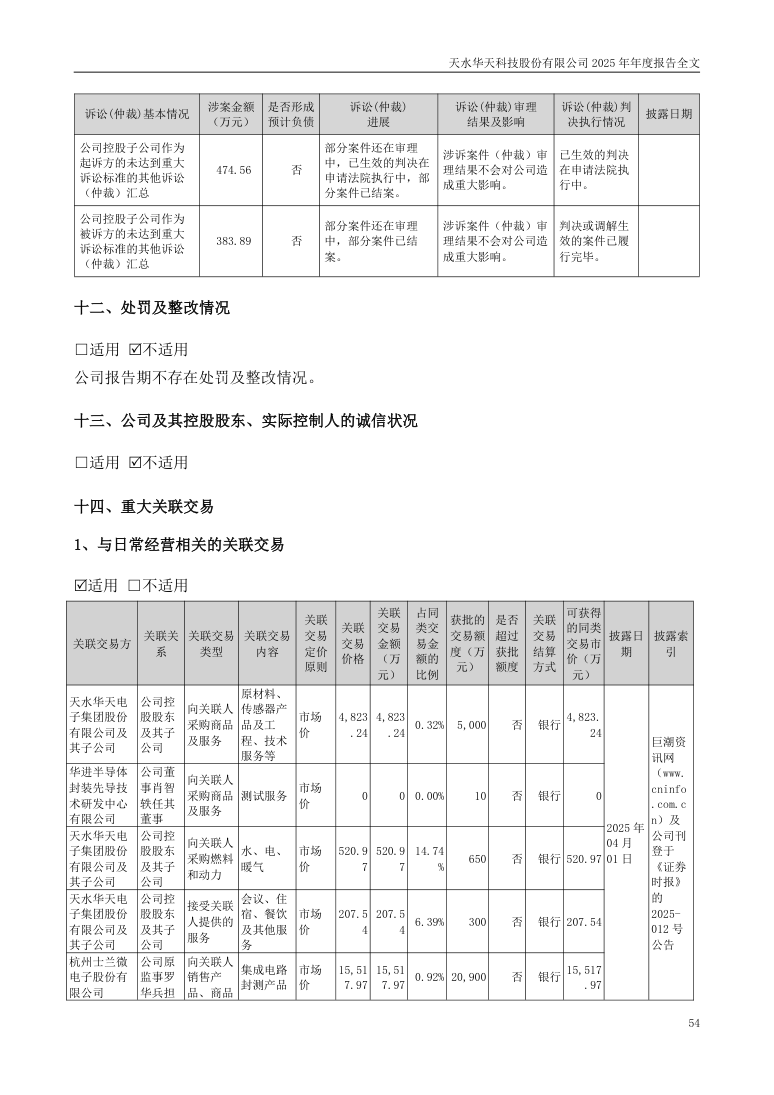 天水华天科技股份有限公司 2025 年年度报告全文
诉讼(仲裁)基本情况
涉案金额
（万元）
是否形成
预计负债
诉讼(仲裁)
进展
诉讼(仲裁)审理
结果及影响
诉讼(仲裁)判
决执行情况
披露日期
公司控股子公司作为
起诉方的未达到重大
诉讼标准的其他诉讼
（仲裁）汇总
474.56
否
部分案件还在审理
中，已生效的判决在
申请法院执行中，部
分案件已结案。
涉诉案件（仲裁）审
理结果不会对公司造
成重大影响。
已生效的判决
在申请法院执
行中。
公司控股子公司作为
被诉方的未达到重大
诉讼标准的其他诉讼
（仲裁）汇总
383.89
否
部分案件还在审理
中，部分案件已结
案。
涉诉案件（仲裁）审
理结果不会对公司造
成重大影响。
判决或调解生
效的案件已履
行完毕。
十二、处罚及整改情况
□适用 ☑不适用
公司报告期不存在处罚及整改情况。
十三、公司及其控股股东、实际控制人的诚信状况
□适用 ☑不适用
十四、重大关联交易
1、与日常经营相关的关联交易
☑适用 □不适用
关联交易方
关联关
系
关联交易
类型
关联交易
内容
关联
交易
定价
原则
关联
交易
价格
关联
交易
金额
（万
元）
占同
类交
易金
额的
比例
获批的
交易额
度（万
元）
是否
超过
获批
额度
关联
交易
结算
方式
可获得
的同类
交易市
价（万
元）
披露日
期
披露索
引
天水华天电
子集团股份
有限公司及
其子公司
公司控
股股东
及其子
公司
向关联人
采购商品
及服务
原材料、
传感器产
品及工
程、技术
服务等
市场
价
4,823
.24
4,823
.24
0.32%
5,000
否
银行
4,823.
24
2025 年
04 月
01 日
巨潮资
讯网
（www.
cninfo
.com.c
n）及
公司刊
登于
《证券
时报》
的
2025-
012 号
公告
华进半导体
封装先导技
术研发中心
有限公司
公司董
事肖智
轶任其
董事
向关联人
采购商品
及服务
测试服务
市场
价
0
0
0.00%
10
否
银行
0
天水华天电
子集团股份
有限公司及
其子公司
公司控
股股东
及其子
公司
向关联人
采购燃料
和动力
水、电、
暖气
市场
价
520.9
7
520.9
7
14.74
%
650
否
银行
520.97
天水华天电
子集团股份
有限公司及
其子公司
公司控
股股东
及其子
公司
接受关联
人提供的
服务
会议、住
宿、餐饮
及其他服
务
市场
价
207.5
4
207.5
4
6.39%
300
否
银行
207.54
杭州士兰微
电子股份有
限公司
公司原
监事罗
华兵担
向关联人
销售产
品、商品
集成电路
封测产品
市场
价
15,51
7.97
15,51
7.97
0.92%
20,900
否
银行
15,517
.97
54